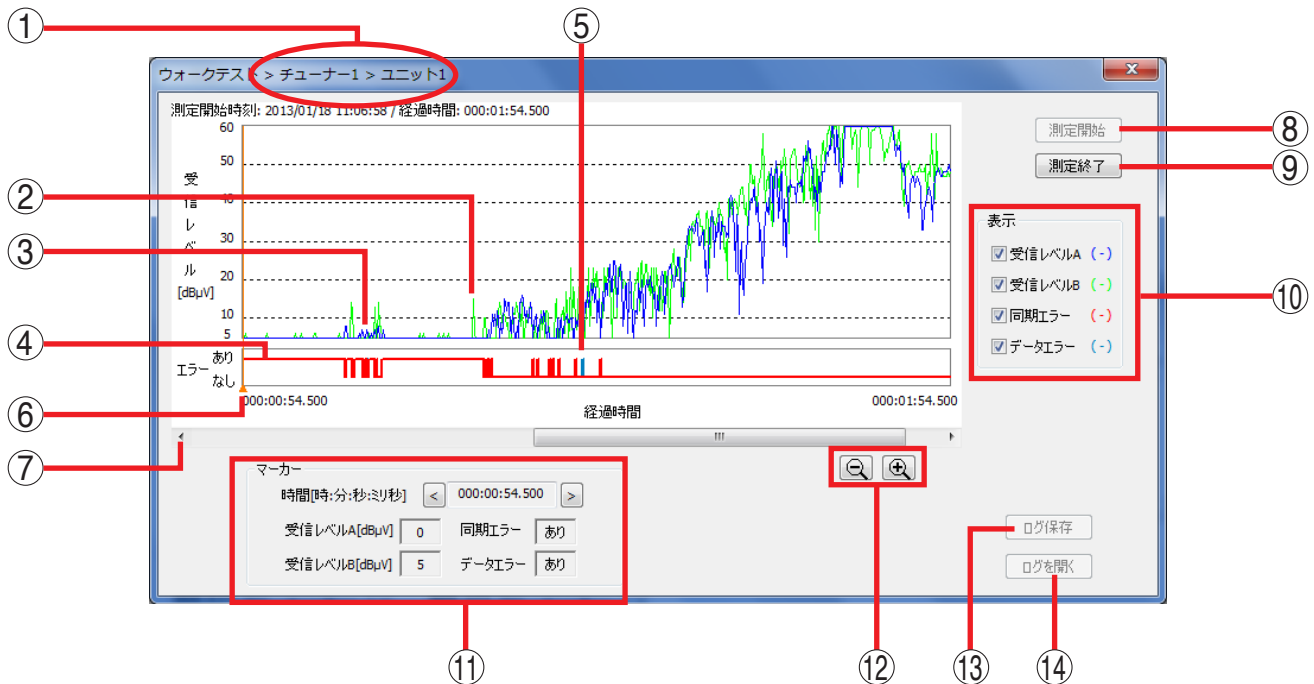 ①
⑤
ウォークテスト > チューナー1 > ユニット1
測定開始時刻: 2013/01/18 11:06:58 / 経過時間: 000:01:54.500
60
測定開始
⑧
50
測定終了
⑨
②
受信レベル
[dBμV]
40
30
20
10
5
③
表示
受信レベルA (-)
受信レベルB (-)
同期エラー (-)
データエラー (-)
⑩
④
エラー
あり
なし
⑥
000:00:54.500
経過時間
000:01:54.500
⑦
マーカー
時間[時:分:秒:ミリ秒] < 000:00:54.500 >
受信レベルA[dBμV] 0 同期エラー あり
受信レベルB[dBμV] 5 データエラー あり
ログ保存
ログを開く
⑪
⑫
⑬
⑭